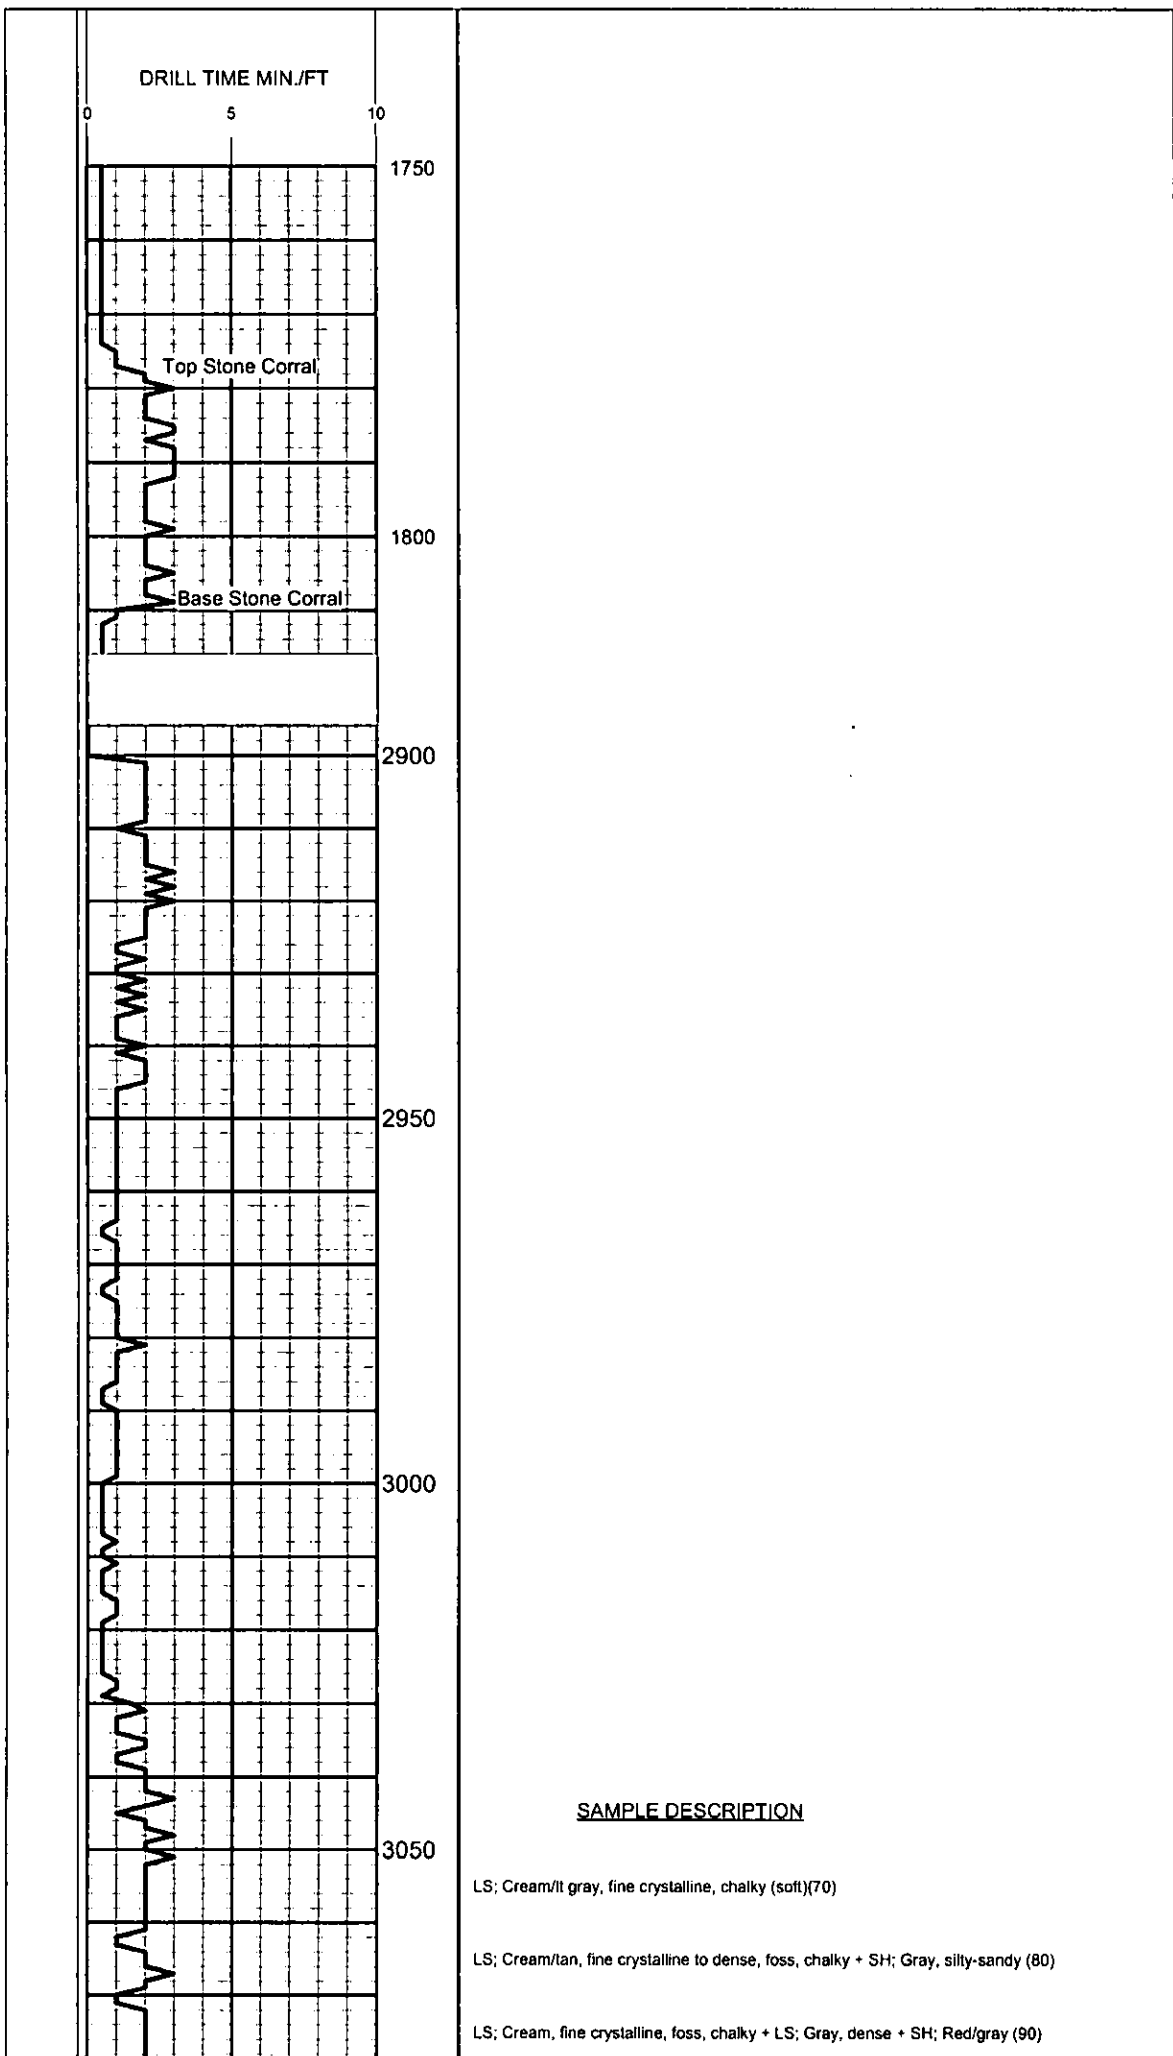 DRILL TIME MIN./FT
0 5 10
1750
Top Stone Corral
1800
Base Stone Corral
2900
2950
3000
SAMPLE DESCRIPTION
3050
LS; Cream/lt gray, fine crystalline, chalky (soft)(70)
LS; Cream/tan, fine crystalline to dense, foss, chalky + SH; Gray, silty-sandy (80)
LS; Cream, fine crystalline, foss, chalky + LS; Gray, dense + SH; Red/gray (90)